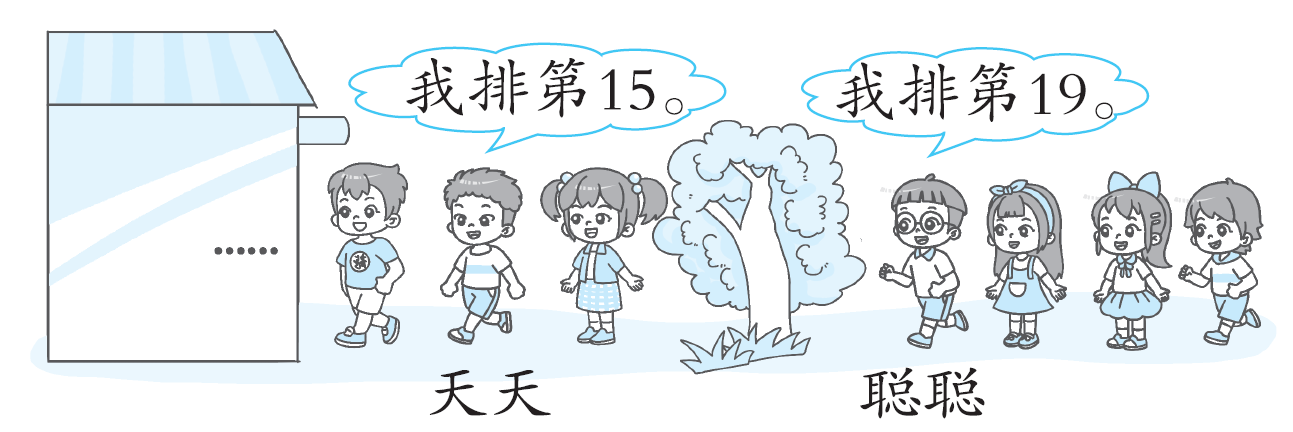 我排第15。
我排第19。
……
天天
聪聪